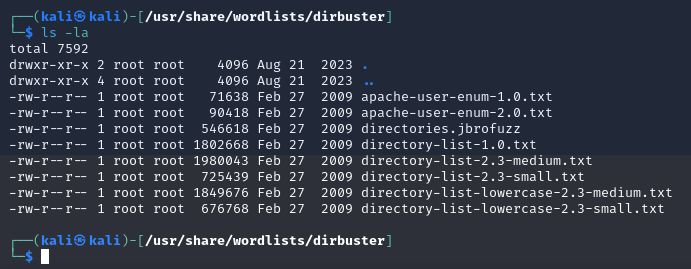 ┌──(kali㉿kali)-[/usr/share/wordlists/dirbuster]
└─$ ls -la
total 7592
drwxr-xr-x 2 root root    4096 Aug 21  2023 .
drwxr-xr-x 4 root root    4096 Aug 21  2023 ..
-rw-r--r-- 1 root root   71638 Feb 27  2009 apache-user-enum-1.0.txt
-rw-r--r-- 1 root root   90418 Feb 27  2009 apache-user-enum-2.0.txt
-rw-r--r-- 1 root root  546618 Feb 27  2009 directories.jbrofuzz
-rw-r--r-- 1 root root 1802668 Feb 27  2009 directory-list-1.0.txt
-rw-r--r-- 1 root root 1980043 Feb 27  2009 directory-list-2.3-medium.txt
-rw-r--r-- 1 root root  725439 Feb 27  2009 directory-list-2.3-small.txt
-rw-r--r-- 1 root root 1849676 Feb 27  2009 directory-list-lowercase-2.3-medium.txt
-rw-r--r-- 1 root root  676768 Feb 27  2009 directory-list-lowercase-2.3-small.txt
┌──(kali㉿kali)-[/usr/share/wordlists/dirbuster]
└─$